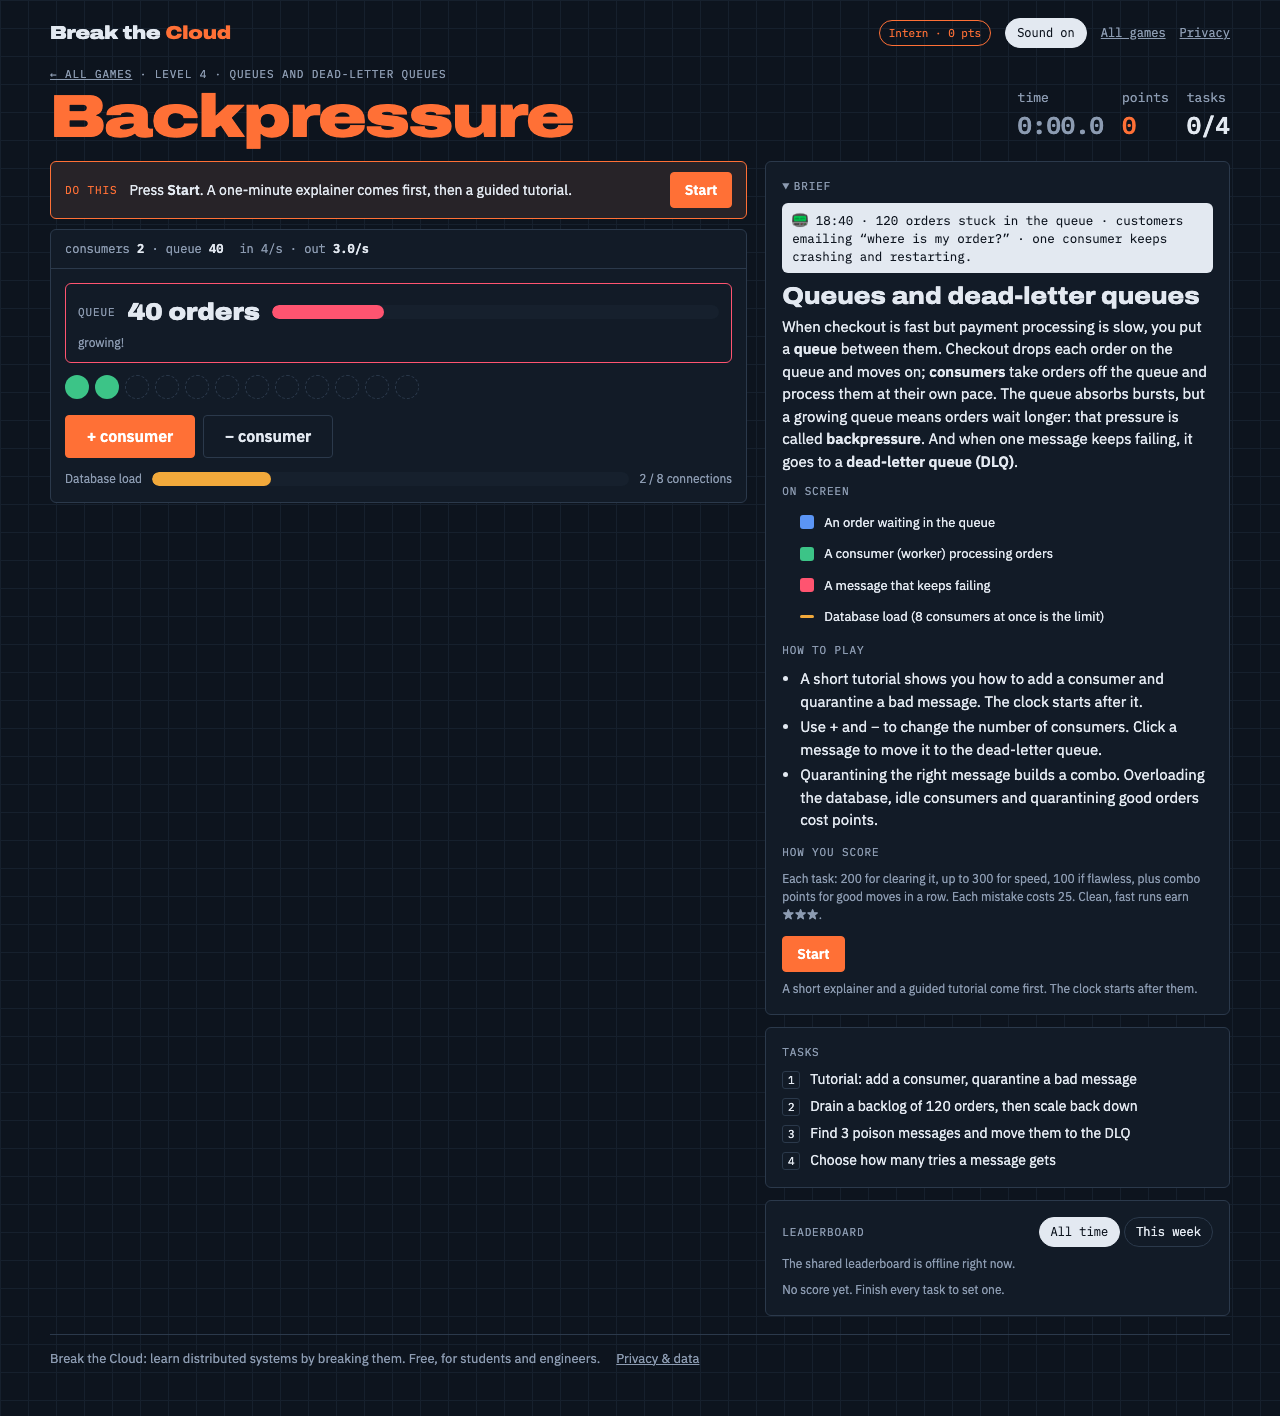 Break the Cloud
Intern · 0 pts
Sound on
All games
Privacy
← ALL GAMES · LEVEL 4 · QUEUES AND DEAD-LETTER QUEUES
Backpressure
time
0:00.0
points
0
tasks
0/4
DO THIS Press Start. A one-minute explainer comes first, then a guided tutorial.
Start
consumers 2 · queue 40 in 4/s · out 3.0/s
QUEUE 40 orders
growing!
+ consumer
− consumer
Database load
2 / 8 connections
▼ BRIEF
18:40 · 120 orders stuck in the queue · customers
emailing “where is my order?” · one consumer keeps
crashing and restarting.
Queues and dead-letter queues
When checkout is fast but payment processing is slow, you put
a queue between them. Checkout drops each order on the
queue and moves on; consumers take orders off the queue and
process them at their own pace. The queue absorbs bursts, but
a growing queue means orders wait longer: that pressure is
called backpressure. And when one message keeps failing, it
goes to a dead-letter queue (DLQ).
ON SCREEN
An order waiting in the queue
A consumer (worker) processing orders
A message that keeps failing
Database load (8 consumers at once is the limit)
HOW TO PLAY
• A short tutorial shows you how to add a consumer and
quarantine a bad message. The clock starts after it.
• Use + and − to change the number of consumers. Click a
message to move it to the dead-letter queue.
• Quarantining the right message builds a combo. Overloading
the database, idle consumers and quarantining good orders
cost points.
HOW YOU SCORE
Each task: 200 for clearing it, up to 300 for speed, 100 if flawless, plus combo
points for good moves in a row. Each mistake costs 25. Clean, fast runs earn
★★★.
Start
A short explainer and a guided tutorial come first. The clock starts after them.
TASKS
1 Tutorial: add a consumer, quarantine a bad message
2 Drain a backlog of 120 orders, then scale back down
3 Find 3 poison messages and move them to the DLQ
4 Choose how many tries a message gets
LEADERBOARD
All time
This week
The shared leaderboard is offline right now.
No score yet. Finish every task to set one.
Break the Cloud: learn distributed systems by breaking them. Free, for students and engineers.
Privacy & data